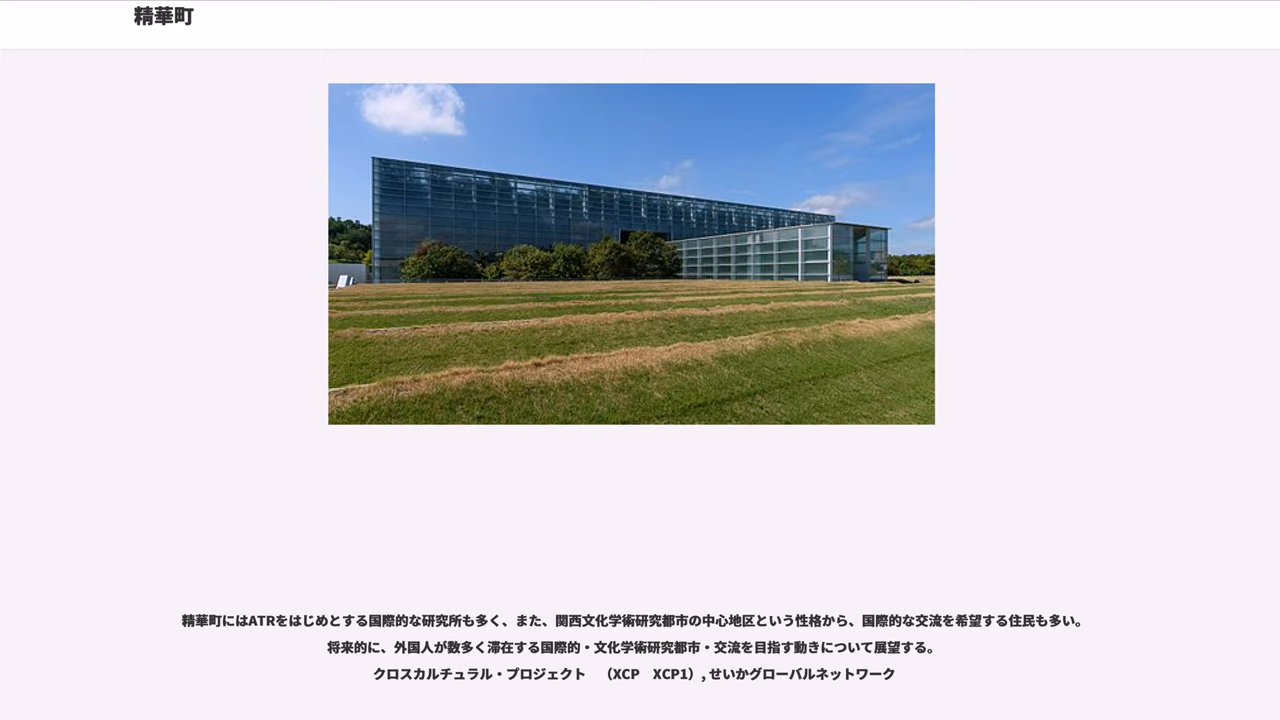 精華町
精華町にはATRをはじめとする国際的な研究所も多く、また、関西文化学術研究都市の中心地区という性格から、国際的な交流を希望する住民も多い。
将来的に、外国人が数多く滞在する国際的・文化学術研究都市・交流を目指す動きについて展望する。
クロスカルチュラル・プロジェクト　（XCP　XCP1）, せいかグローバルネットワーク